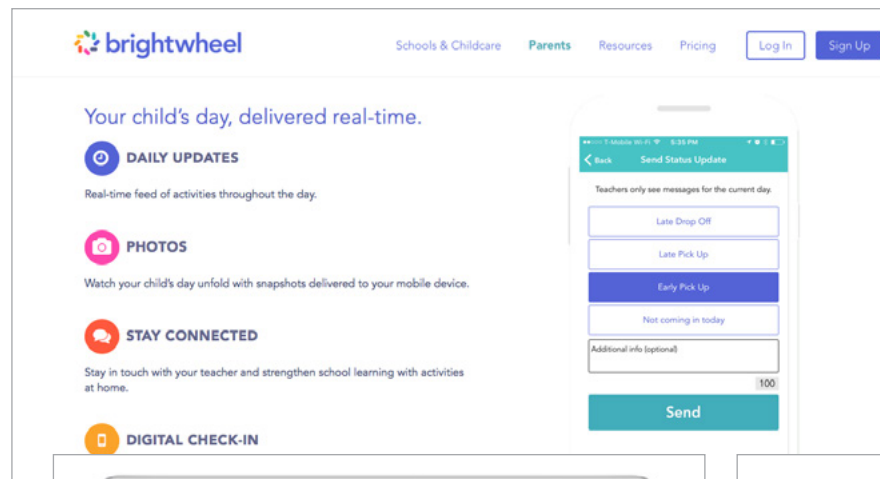 brightwheel
Schools & Childcare Parents Resources Pricing Log In Sign Up
Your child's day, delivered real-time.
DAILY UPDATES
Real-time feed of activities throughout the day.
PHOTOS
Watch your child's day unfold with snapshots delivered to your mobile device.
STAY CONNECTED
Stay in touch with your teacher and strengthen school learning with activities
at home.
DIGITAL CHECK-IN
T-Mobile Wi-Fi 5:35 PM
Back Send Status Update
Teachers only see messages for the current day.
Late Drop Off
Late Pick Up
Early Pick Up
Not coming in today
Additional info (optional)
100
Send